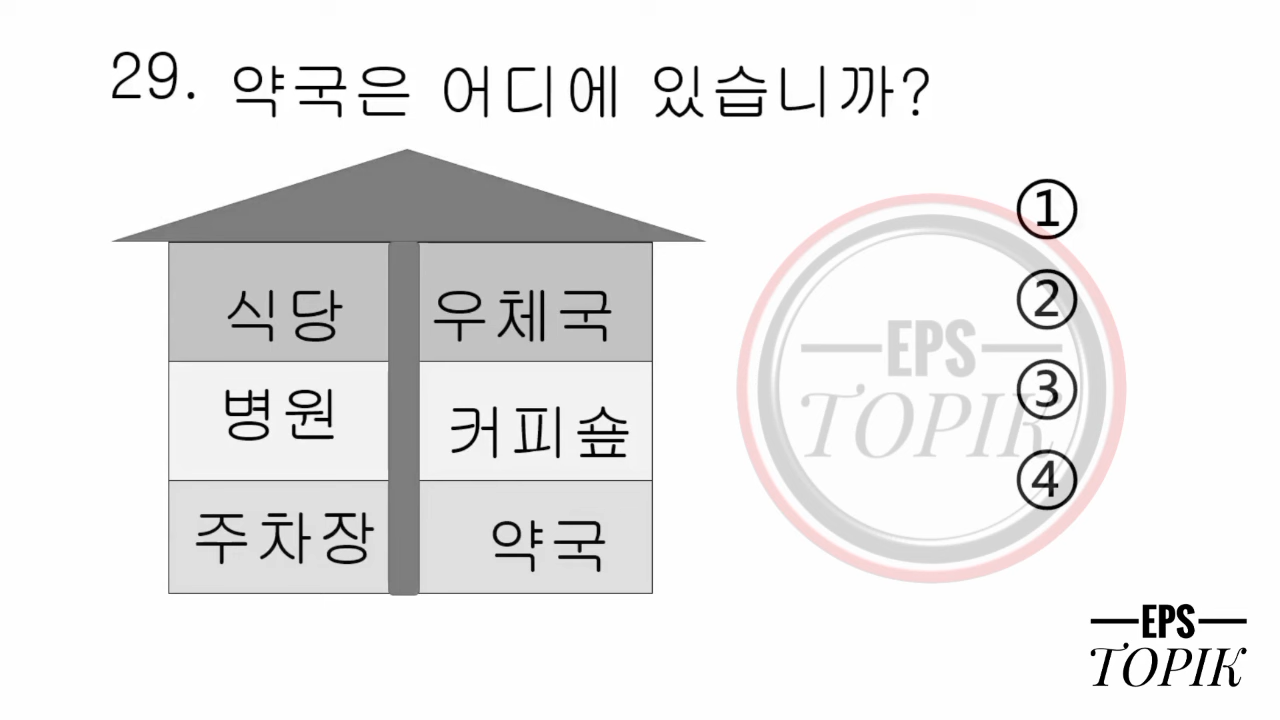 29. 약국은 어디에 있습니까?
식당 우체국
병원 커피숖
주차장 약국
①
②
③
④
EPS
TOPIK
EPS
TOPIK